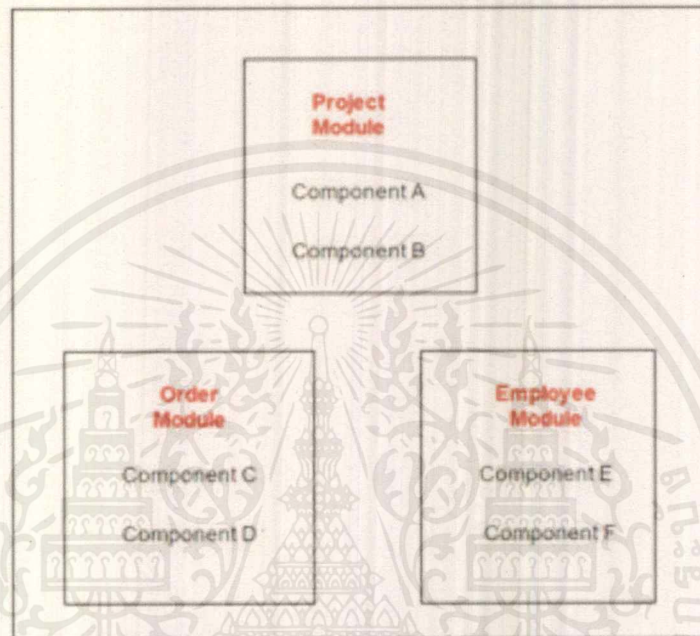 Project
Module
Component A
Component B
Order
Module
Component C
Component D
Employee
Module
Component E
Component F